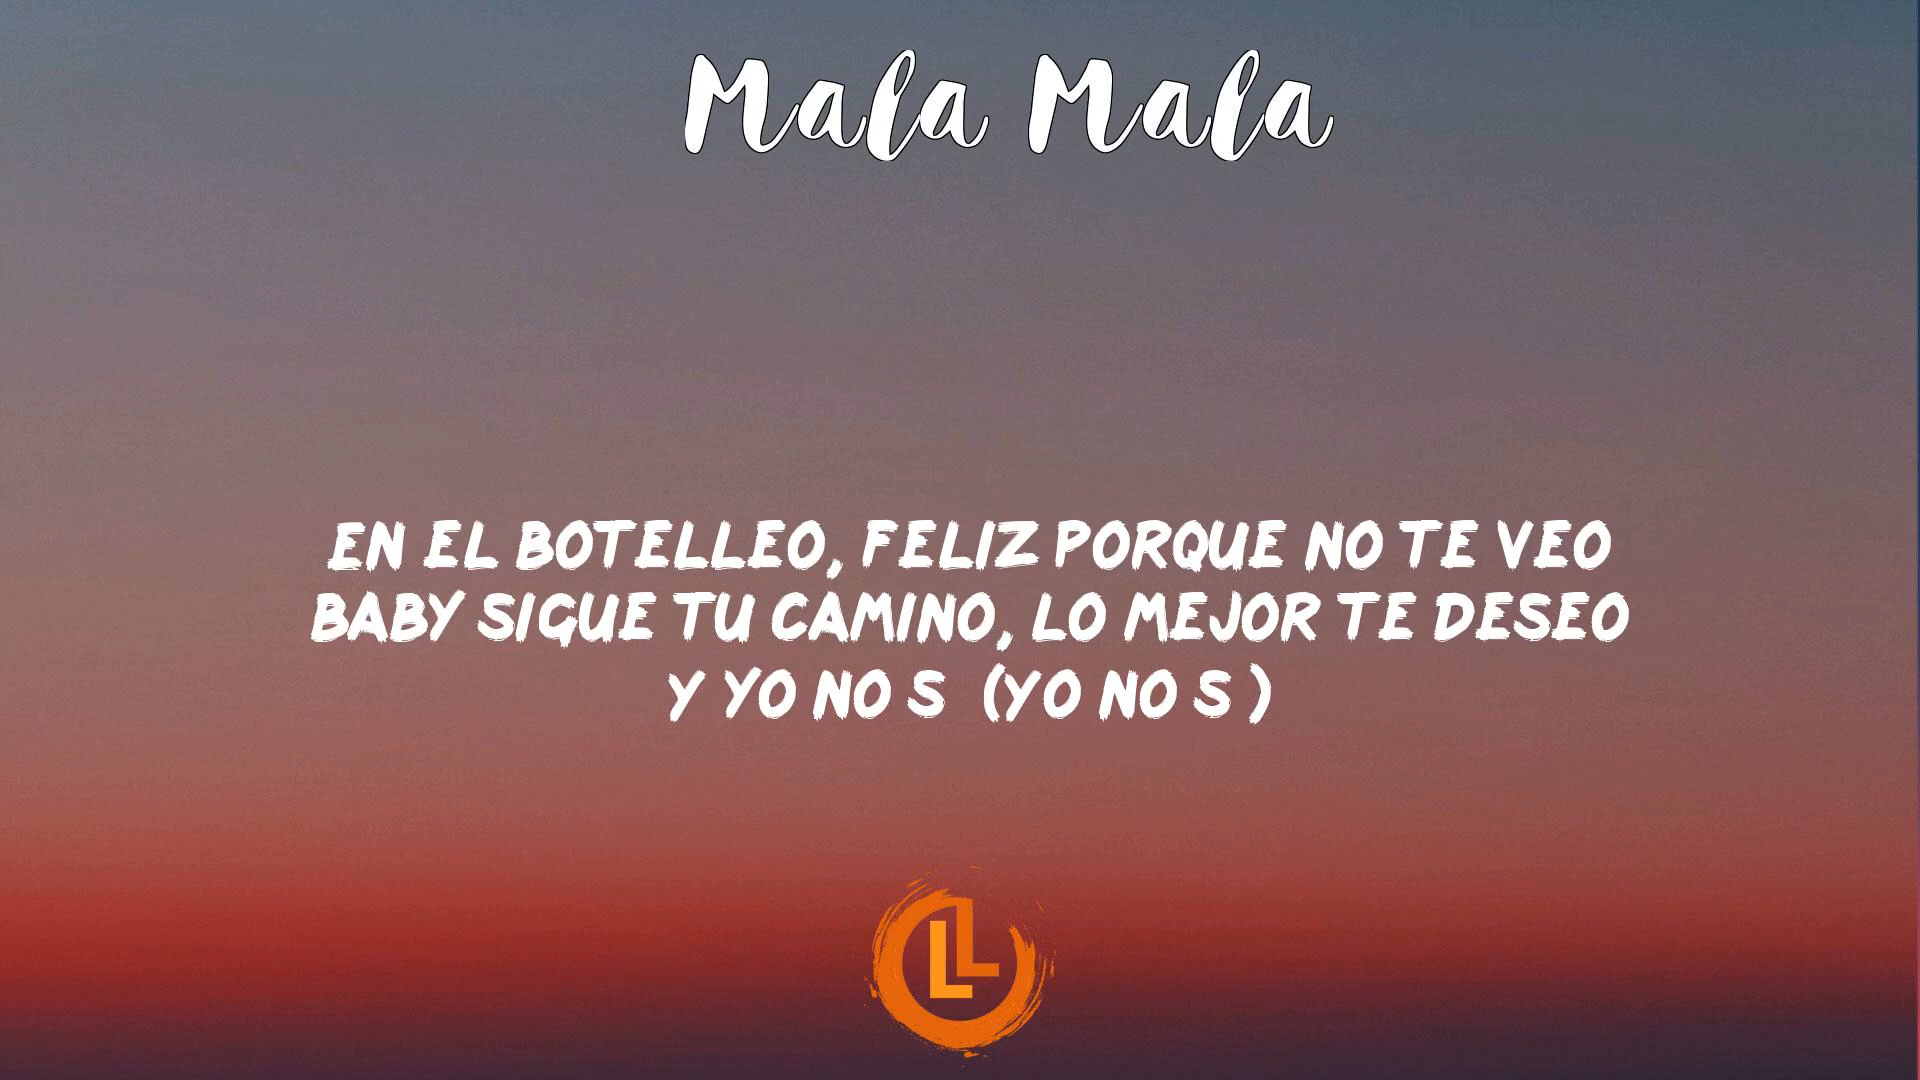 Mala Mala
EN EL BOTELLEO, FELIZ PORQUE NO TE VEO
BABY SIGUE TU CAMINO, LO MEJOR TE DESEO
Y YO NO S (YO NO S )
LL